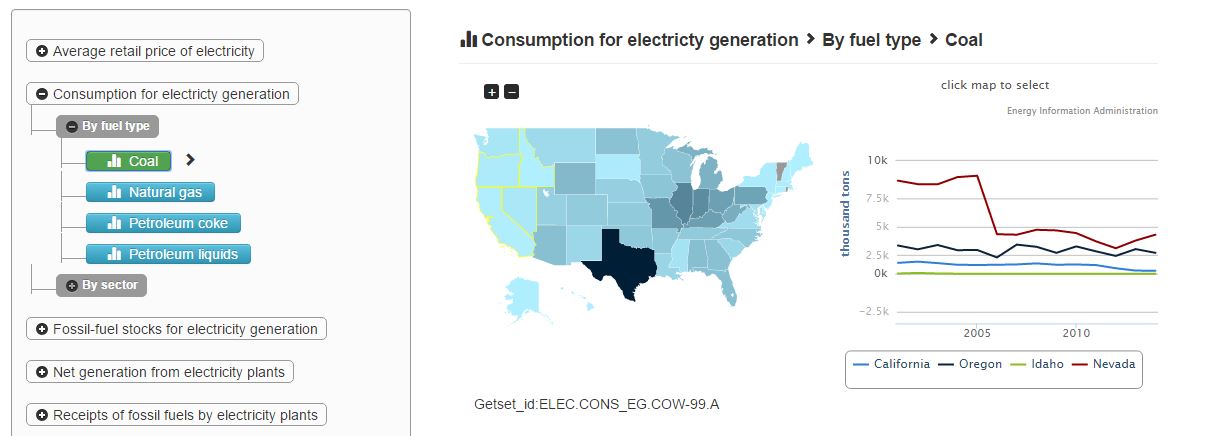 Average retail price of electricity
Consumption for electricty generation
By fuel type
Coal
Natural gas
Petroleum coke
Petroleum liquids
By sector
Fossil-fuel stocks for electricity generation
Net generation from electricity plants
Receipts of fossil fuels by electricity plants
Consumption for electricty generation > By fuel type > Coal
+ −
Getset_id:ELEC.CONS_EG.COW-99.A
click map to select
Energy Information Administration
thousand tons
10k
7.5k
5k
2.5k
0k
−2.5k
2005 2010
California Oregon Idaho Nevada